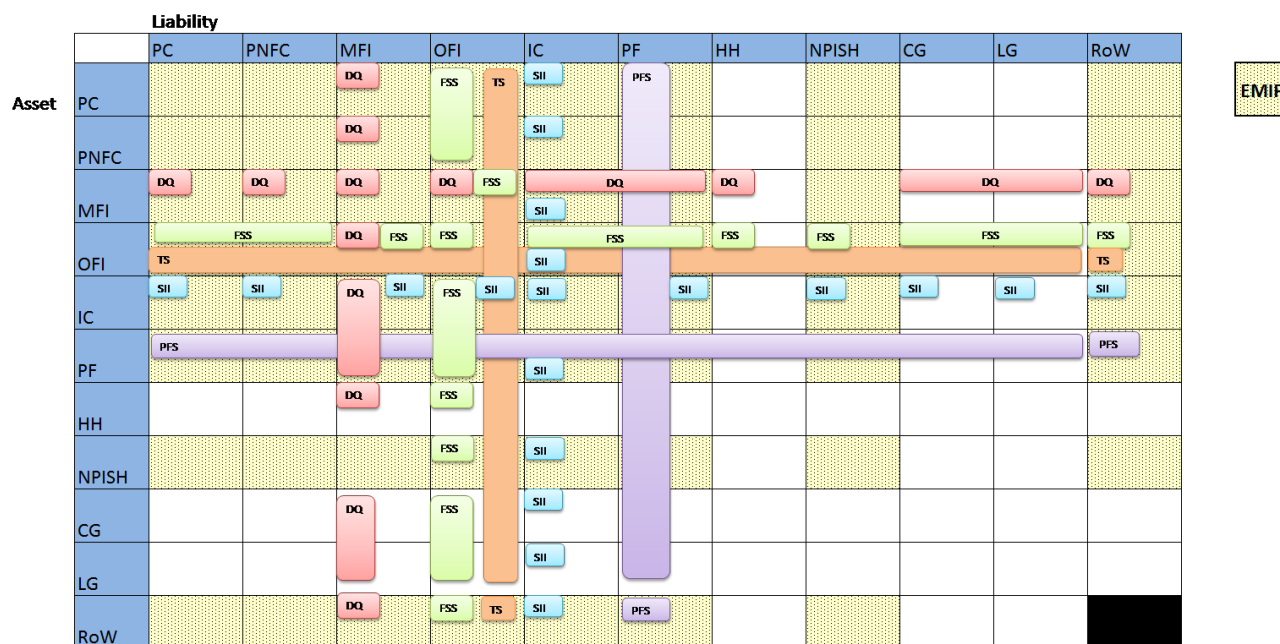 Liability
PC PNFC MFI OFI IC PF HH NPISH CG LG RoW
DQ FSS TS SII PFS
Asset PC EMIR
DQ SII
PNFC
DQ DQ DQ DQ FSS DQ DQ DQ DQ
MFI SII
FSS DQ FSS FSS FSS FSS FSS FSS FSS
OFI TS SII TS
SII SII DQ SII FSS SII SII SII SII SII SII SII
IC
PFS PFS
PF SII
DQ FSS
HH
FSS SII
NPISH
DQ FSS SII
CG
SII
LG
DQ FSS TS SII PFS
RoW